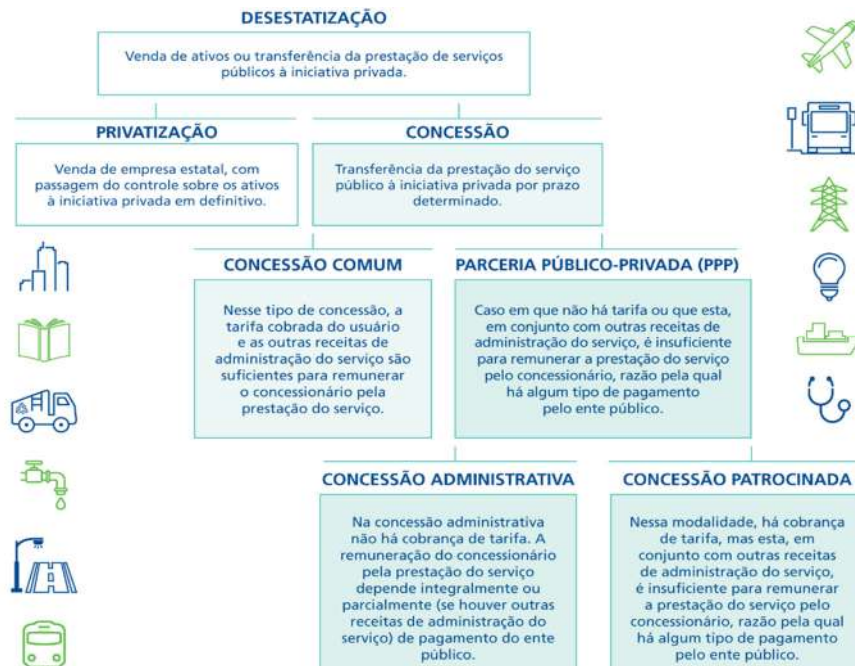 DESESTATIZAÇÃO
Venda de ativos ou transferência da prestação de serviços
públicos à iniciativa privada.
PRIVATIZAÇÃO
Venda de empresa estatal, com
passagem do controle sobre os ativos
à iniciativa privada em definitivo.
CONCESSÃO
Transferência da prestação do serviço
público à iniciativa privada por prazo
determinado.
CONCESSÃO COMUM
Nesse tipo de concessão, a
tarifa cobrada do usuário
e as outras receitas de
administração do serviço são
suficientes para remunerar
o concessionário pela
prestação do serviço.
PARCERIA PÚBLICO-PRIVADA (PPP)
Caso em que não há tarifa ou que esta,
em conjunto com outras receitas de
administração do serviço, é insuficiente
para remunerar a prestação do serviço
pelo concessionário, razão pela qual
há algum tipo de pagamento
pelo ente público.
CONCESSÃO ADMINISTRATIVA
Na concessão administrativa
não há cobrança de tarifa. A
remuneração do concessionário
pela prestação do serviço
depende integralmente ou
parcialmente (se houver outras
receitas de administração do
serviço) de pagamento do ente
público.
CONCESSÃO PATROCINADA
Nessa modalidade, há cobrança
de tarifa, mas esta, em
conjunto com outras receitas
de administração do serviço,
é insuficiente para remunerar
a prestação do serviço pelo
concessionário, razão pela qual
há algum tipo de pagamento
pelo ente público.